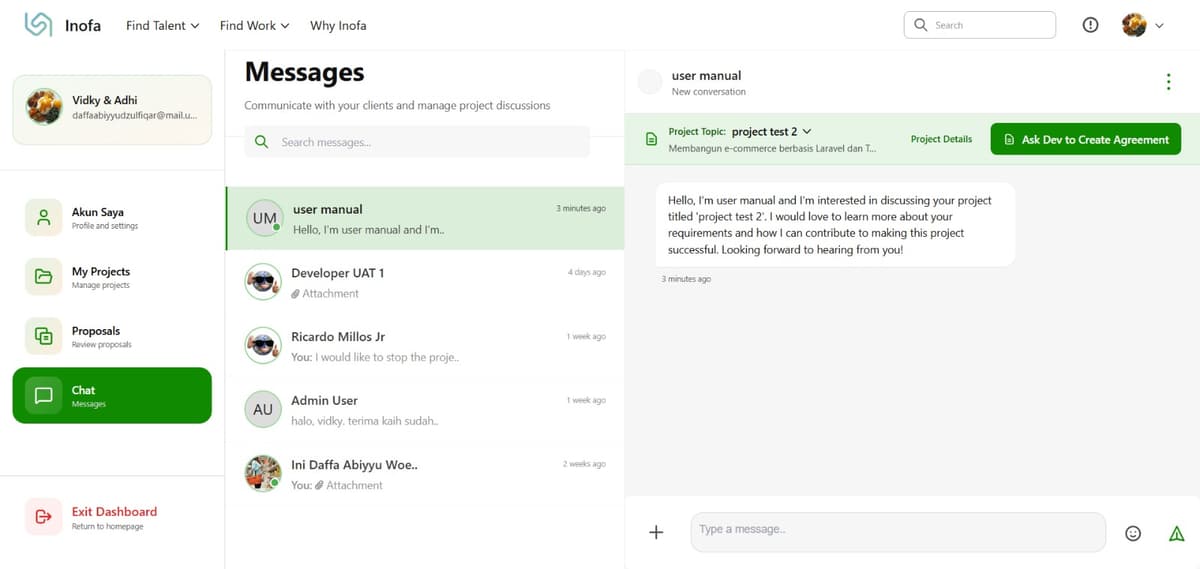 Inofa
Find Talent
Find Work
Why Inofa
Search
Vidky & Adhi
daffaabiyyudzulfiqar@mail.u...
Akun Saya
Profile and settings
My Projects
Manage projects
Proposals
Review proposals
Chat
Messages
Exit Dashboard
Return to homepage
Messages
Communicate with your clients and manage project discussions
Search messages...
UM
user manual
3 minutes ago
Hello, I'm user manual and I'm..
Developer UAT 1
4 days ago
Attachment
Ricardo Millos Jr
1 week ago
You: I would like to stop the proje..
AU
Admin User
1 week ago
halo, vidky. terima kaih sudah..
Ini Daffa Abiyyu Woe..
2 weeks ago
You: Attachment
user manual
New conversation
Project Topic: project test 2
Membangun e-commerce berbasis Laravel dan T...
Project Details
Ask Dev to Create Agreement
Hello, I'm user manual and I'm interested in discussing your project
titled 'project test 2'. I would love to learn more about your
requirements and how I can contribute to making this project
successful. Looking forward to hearing from you!
3 minutes ago
Type a message..